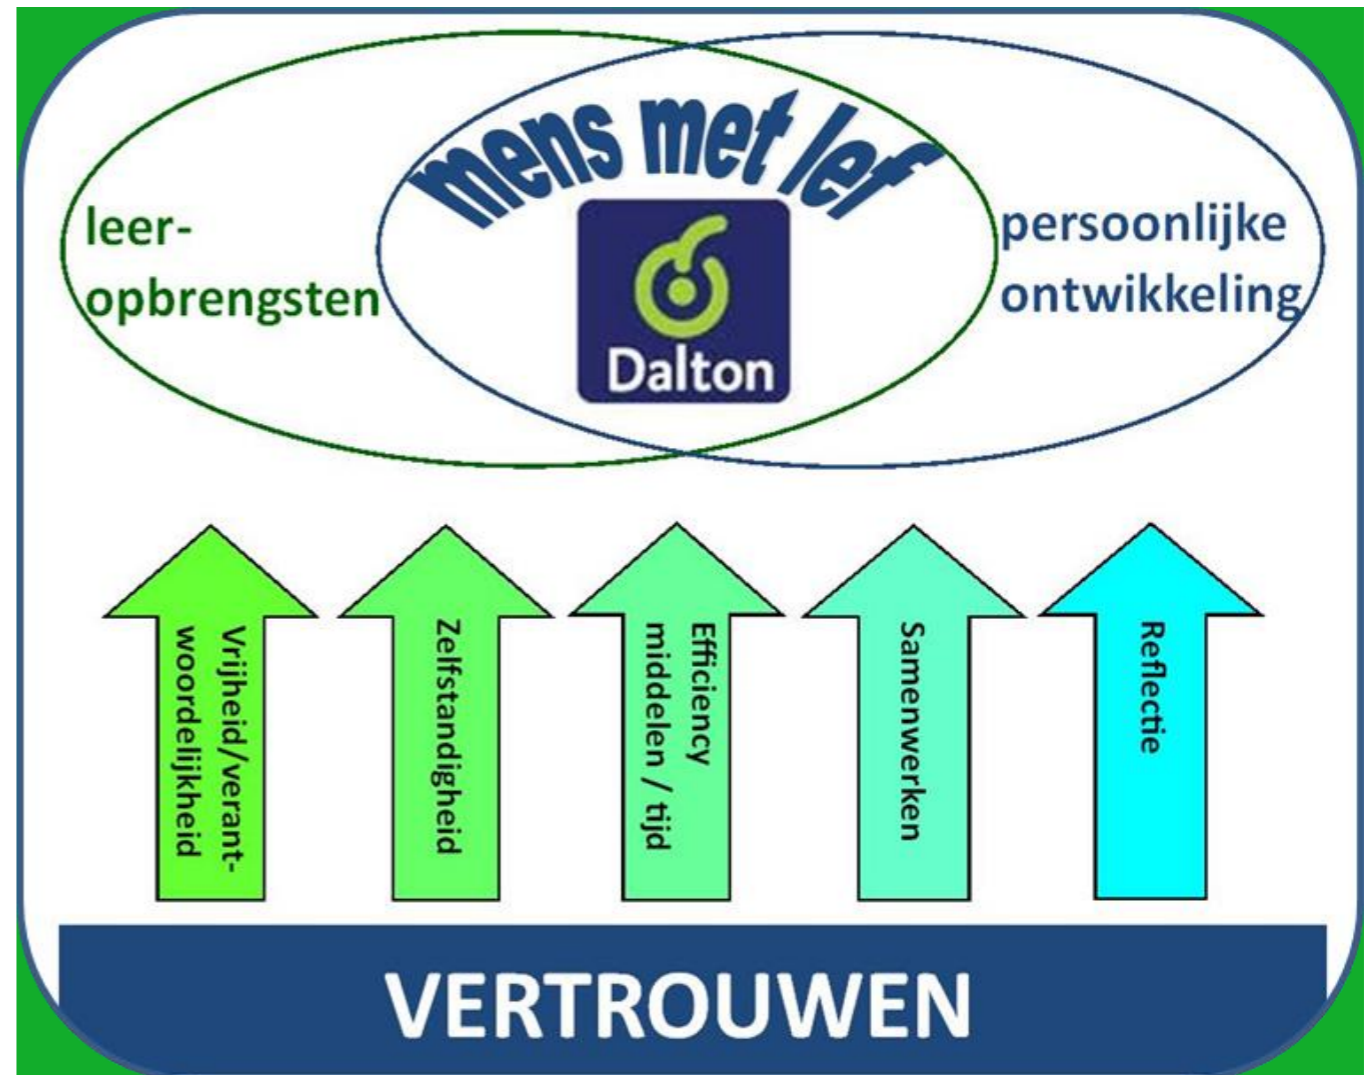 mens met lef
leer-
opbrengsten
persoonlijke
ontwikkeling
Dalton
Vrijheid/verant-
woordelijkheid
Zelfstandigheid
Efficiency
middelen / tijd
Samenwerken
Reflectie
VERTROUWEN